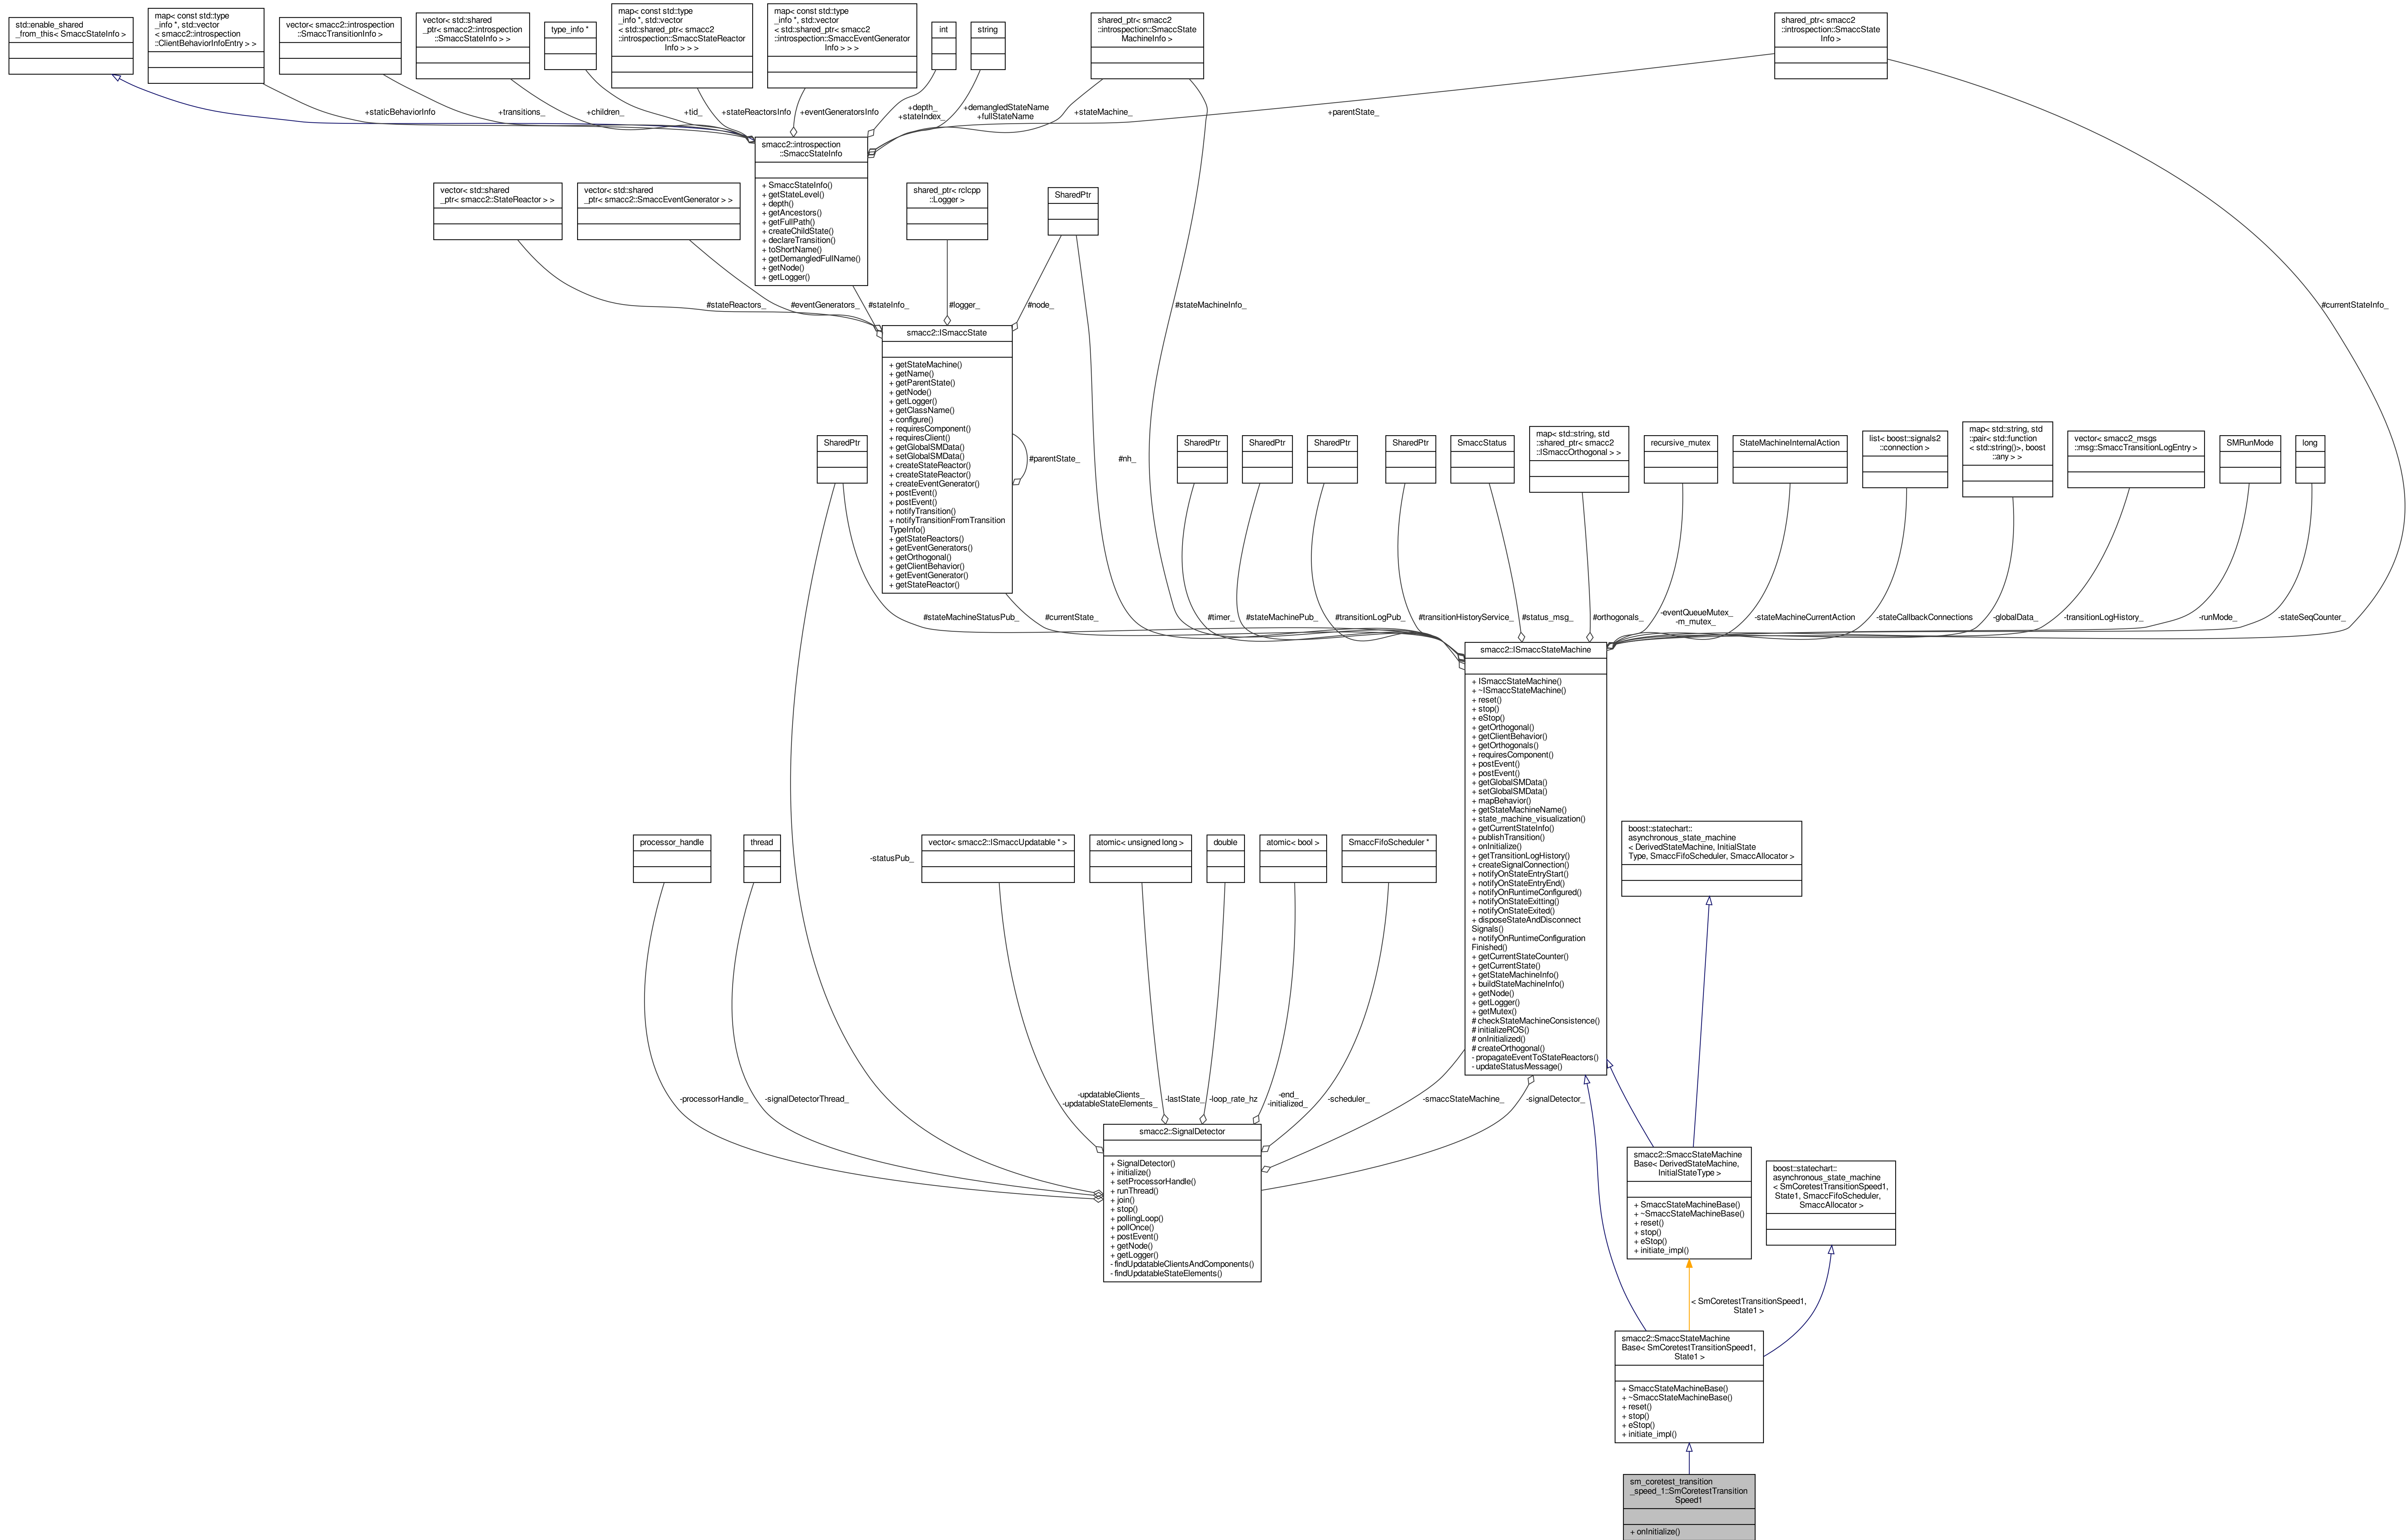 std::enable_shared
_from_this< SmaccStateInfo >
map< const std::type
_info *, std::vector
< smacc2::introspection
::ClientBehaviorInfoEntry > >
vector< smacc2::introspection
::SmaccTransitionInfo >
vector< std::shared
_ptr< smacc2::introspection
::SmaccStateInfo > >
type_info *
map< const std::type
_info *, std::vector
< std::shared_ptr< smacc2
::introspection::SmaccStateReactor
Info > > >
map< const std::type
_info *, std::vector
< std::shared_ptr< smacc2
::introspection::SmaccEventGenerator
Info > > >
int
string
shared_ptr< smacc2
::introspection::SmaccState
MachineInfo >
shared_ptr< smacc2
::introspection::SmaccState
Info >
+staticBehaviorInfo
+transitions_
+children_
+tid_
+stateReactorsInfo
+eventGeneratorsInfo
+depth_
+stateIndex_
+demangledStateName
+fullStateName
+stateMachine_
+parentState_
smacc2::introspection
::SmaccStateInfo
+ SmaccStateInfo()
+ getStateLevel()
+ depth()
+ getAncestors()
+ getFullPath()
+ createChildState()
+ declareTransition()
+ toShortName()
+ getDemangledFullName()
+ getNode()
+ getLogger()
vector< std::shared
_ptr< smacc2::StateReactor > >
vector< std::shared
_ptr< smacc2::SmaccEventGenerator > >
shared_ptr< rclcpp
::Logger >
SharedPtr
#stateReactors_
#eventGenerators_
#stateInfo_
#logger_
#node_
#stateMachineInfo_
#currentStateInfo_
smacc2::ISmaccState
+ getStateMachine()
+ getName()
+ getParentState()
+ getNode()
+ getLogger()
+ getClassName()
+ configure()
+ requiresComponent()
+ requiresClient()
+ getGlobalSMData()
+ setGlobalSMData()
+ createStateReactor()
+ createStateReactor()
+ createEventGenerator()
+ postEvent()
+ postEvent()
+ notifyTransition()
+ notifyTransitionFromTransition
TypeInfo()
+ getStateReactors()
+ getEventGenerators()
+ getOrthogonal()
+ getClientBehavior()
+ getEventGenerator()
+ getStateReactor()
#parentState_
#nh_
SharedPtr
SharedPtr
SharedPtr
SharedPtr
SharedPtr
SmaccStatus
map< std::string, std
::shared_ptr< smacc2
::ISmaccOrthogonal > >
recursive_mutex
StateMachineInternalAction
list< boost::signals2
::connection >
map< std::string, std
::pair< std::function
< std::string()>, boost
::any > >
vector< smacc2_msgs
::msg::SmaccTransitionLogEntry >
SMRunMode
long
#stateMachineStatusPub_
#currentState_
#timer_
#stateMachinePub_
#transitionLogPub_
#transitionHistoryService_
#status_msg_
#orthogonals_
-eventQueueMutex_
-m_mutex_
-stateMachineCurrentAction
-stateCallbackConnections
-globalData_
-transitionLogHistory_
-runMode_
-stateSeqCounter_
smacc2::ISmaccStateMachine
+ ISmaccStateMachine()
+ ~ISmaccStateMachine()
+ reset()
+ stop()
+ eStop()
+ getOrthogonal()
+ getClientBehavior()
+ getOrthogonals()
+ requiresComponent()
+ postEvent()
+ postEvent()
+ getGlobalSMData()
+ setGlobalSMData()
+ mapBehavior()
+ getStateMachineName()
+ state_machine_visualization()
+ getCurrentStateInfo()
+ publishTransition()
+ onInitialize()
+ getTransitionLogHistory()
+ createSignalConnection()
+ notifyOnStateEntryStart()
+ notifyOnStateEntryEnd()
+ notifyOnRuntimeConfigured()
+ notifyOnStateExitting()
+ notifyOnStateExited()
+ disposeStateAndDisconnect
Signals()
+ notifyOnRuntimeConfiguration
Finished()
+ getCurrentStateCounter()
+ getCurrentState()
+ getStateMachineInfo()
+ buildStateMachineInfo()
+ getNode()
+ getLogger()
+ getMutex()
# checkStateMachineConsistence()
# initializeROS()
# onInitialized()
# createOrthogonal()
- propagateEventToStateReactors()
- updateStatusMessage()
processor_handle
thread
-statusPub_
vector< smacc2::ISmaccUpdatable * >
atomic< unsigned long >
double
atomic< bool >
SmaccFifoScheduler *
boost::statechart::
asynchronous_state_machine
< DerivedStateMachine, InitialState
Type, SmaccFifoScheduler, SmaccAllocator >
-processorHandle_
-signalDetectorThread_
-updatableClients_
-updatableStateElements_
-lastState_
-loop_rate_hz
-end_
-initialized_
-scheduler_
-smaccStateMachine_
-signalDetector_
smacc2::SignalDetector
+ SignalDetector()
+ initialize()
+ setProcessorHandle()
+ runThread()
+ join()
+ stop()
+ pollingLoop()
+ pollOnce()
+ postEvent()
+ getNode()
+ getLogger()
- findUpdatableClientsAndComponents()
- findUpdatableStateElements()
smacc2::SmaccStateMachine
Base< DerivedStateMachine,
InitialStateType >
+ SmaccStateMachineBase()
+ ~SmaccStateMachineBase()
+ reset()
+ stop()
+ eStop()
+ initiate_impl()
boost::statechart::
asynchronous_state_machine
< SmCoretestTransitionSpeed1,
State1, SmaccFifoScheduler,
SmaccAllocator >
< SmCoretestTransitionSpeed1,
State1 >
smacc2::SmaccStateMachine
Base< SmCoretestTransitionSpeed1,
State1 >
+ SmaccStateMachineBase()
+ ~SmaccStateMachineBase()
+ reset()
+ stop()
+ eStop()
+ initiate_impl()
sm_coretest_transition
_speed_1::SmCoretestTransition
Speed1
+ onInitialize()